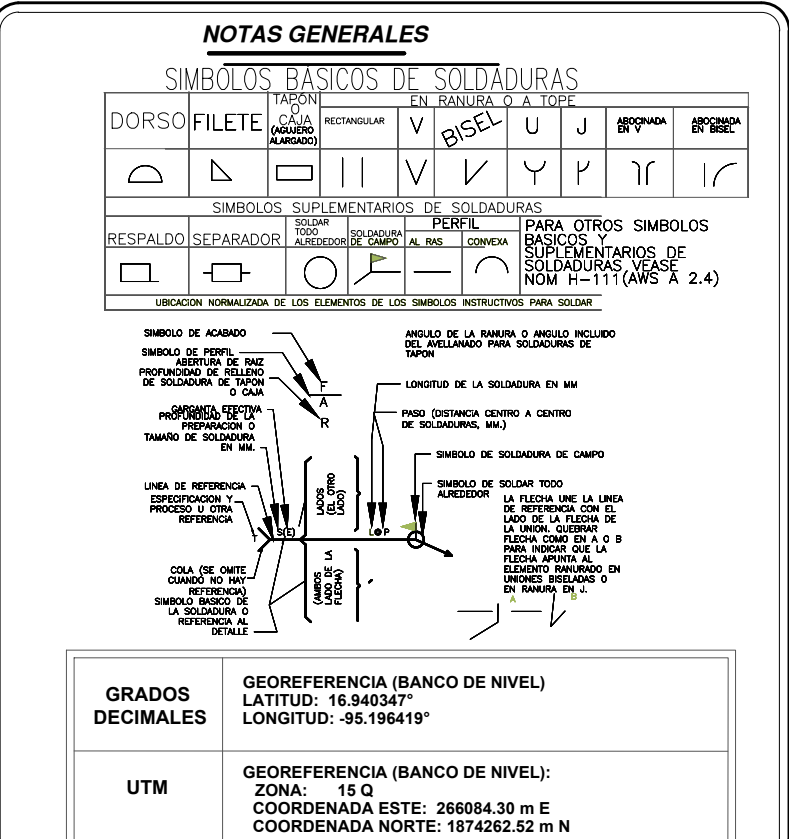 NOTAS GENERALES
SIMBOLOS BASICOS DE SOLDADURAS
DORSO
FILETE
TAPÓN
O
CAJA
(AGUJERO
ALARGADO)
EN RANURA O A TOPE
RECTANGULAR
V
BISEL
U
J
ABOCINADA
EN V
ABOCINADA
EN BISEL
SIMBOLOS SUPLEMENTARIOS DE SOLDADURAS
RESPALDO
SEPARADOR
SOLDAR
TODO
ALREDEDOR
SOLDADURA
DE CAMPO
PERFIL
AL RAS
CONVEXA
PARA OTROS SIMBOLOS
BASICOS Y
SUPLEMENTARIOS DE
SOLDADURAS VEASE
NOM H-111(AWS A 2.4)
UBICACION NORMALIZADA DE LOS ELEMENTOS DE LOS SIMBOLOS INSTRUCTIVOS PARA SOLDAR
SIMBOLO DE ACABADO
SIMBOLO DE PERFIL
ABERTURA DE RAIZ
PROFUNDIDAD DE RELLENO
DE SOLDADURA DE TAPON
O CAJA
GARGANTA EFECTIVA
PROFUNDIDAD DE LA
PREPARACION O
TAMAÑO DE SOLDADURA
EN MM.
LINEA DE REFERENCIA
ESPECIFICACION Y
PROCESO U OTRA
REFERENCIA
COLA (SE OMITE
CUANDO NO HAY
REFERENCIA)
SIMBOLO BASICO DE
LA SOLDADURA O
REFERENCIA AL
DETALLE
F
A
R
T
S(E)
LADOS
(EL OTRO
LADO)
(AMBOS
LADO DE LA
FLECHA)
L
P
ANGULO DE LA RANURA O ANGULO INCLUIDO
DEL AVELLANADO PARA SOLDADURAS DE
TAPON
LONGITUD DE LA SOLDADURA EN MM
PASO (DISTANCIA CENTRO A CENTRO
DE SOLDADURAS, MM.)
SIMBOLO DE SOLDADURA DE CAMPO
SIMBOLO DE SOLDAR TODO
ALREDEDOR
LA FLECHA UNE LA LINEA
DE REFERENCIA CON EL
LADO DE LA FLECHA DE
LA UNION. QUEBRAR
FLECHA COMO EN A O B
PARA INDICAR QUE LA
FLECHA APUNTA AL
ELEMENTO RANURADO EN
UNIONES BISELADAS O
EN RANURA EN J.
A
B
GRADOS
DECIMALES
GEOREFERENCIA (BANCO DE NIVEL)
LATITUD: 16.940347°
LONGITUD: -95.196419°
UTM
GEOREFERENCIA (BANCO DE NIVEL):
ZONA: 15 Q
COORDENADA ESTE: 266084.30 m E
COORDENADA NORTE: 1874262.52 m N